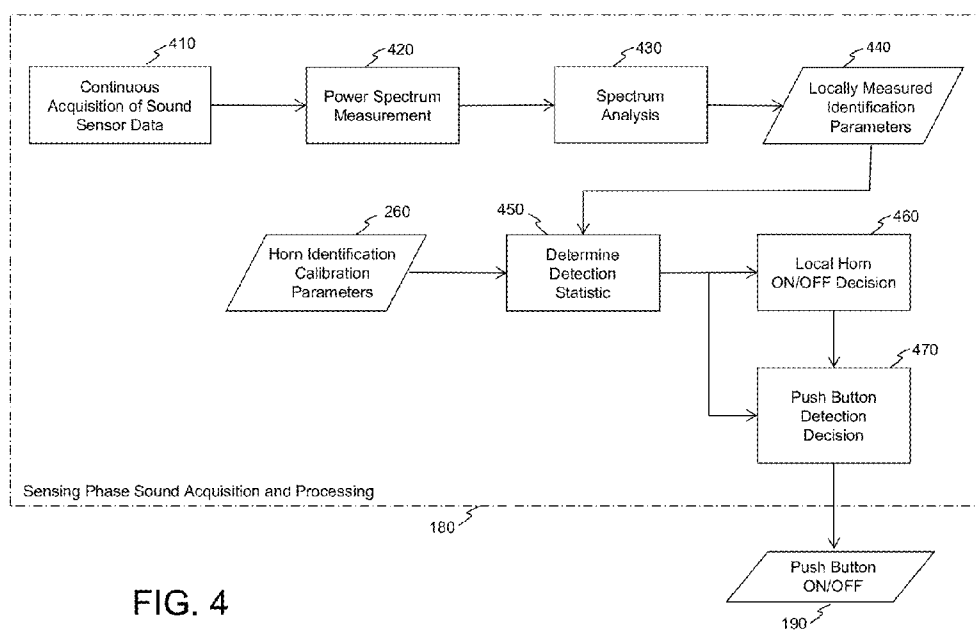 410
420
430
440
Continuous
Acquisition of Sound
Sensor Data
Power Spectrum
Measurement
Spectrum
Analysis
Locally Measured
Identification
Parameters
260
450
460
Horn Identification
Calibration
Parameters
Determine
Detection
Statistic
Local Horn
ON/OFF Decision
470
Push Button
Detection
Decision
Sensing Phase Sound Acquisition and Processing
180
Push Button
ON/OFF
190
FIG. 4